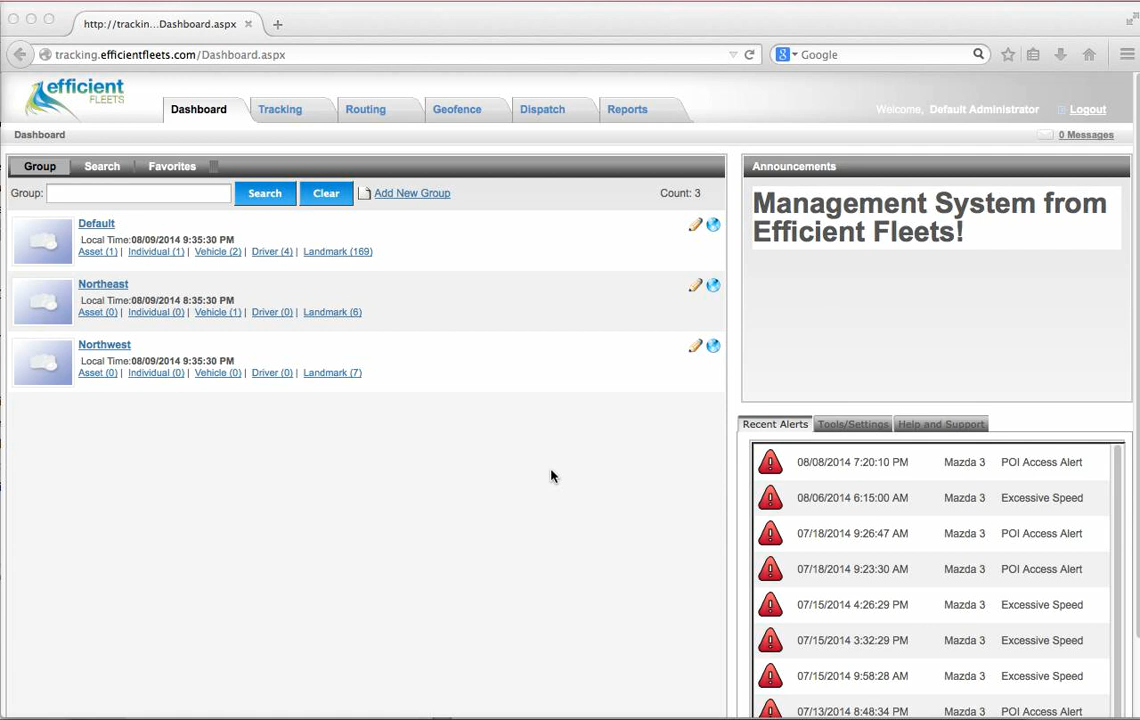 http://trackin...Dashboard.aspx
tracking.efficientfleets.com/Dashboard.aspx
Google
efficient
FLEETS
Dashboard Tracking Routing Geofence Dispatch Reports
Welcome, Default Administrator Logout
Dashboard
0 Messages
Group Search Favorites
Group: Search Clear Add New Group Count: 3
Default
Local Time:08/09/2014 9:35:30 PM
Asset (1) | Individual (1) | Vehicle (2) | Driver (4) | Landmark (169)
Northeast
Local Time:08/09/2014 8:35:30 PM
Asset (0) | Individual (0) | Vehicle (1) | Driver (0) | Landmark (6)
Northwest
Local Time:08/09/2014 9:35:30 PM
Asset (0) | Individual (0) | Vehicle (0) | Driver (0) | Landmark (7)
Announcements
Management System from
Efficient Fleets!
Recent Alerts Tools/Settings Help and Support
08/08/2014 7:20:10 PM Mazda 3 POI Access Alert
08/06/2014 6:15:00 AM Mazda 3 Excessive Speed
07/18/2014 9:26:47 AM Mazda 3 POI Access Alert
07/18/2014 9:23:30 AM Mazda 3 POI Access Alert
07/15/2014 4:26:29 PM Mazda 3 Excessive Speed
07/15/2014 3:32:29 PM Mazda 3 Excessive Speed
07/15/2014 9:58:28 AM Mazda 3 Excessive Speed
07/13/2014 8:48:34 PM Mazda 3 POI Access Alert